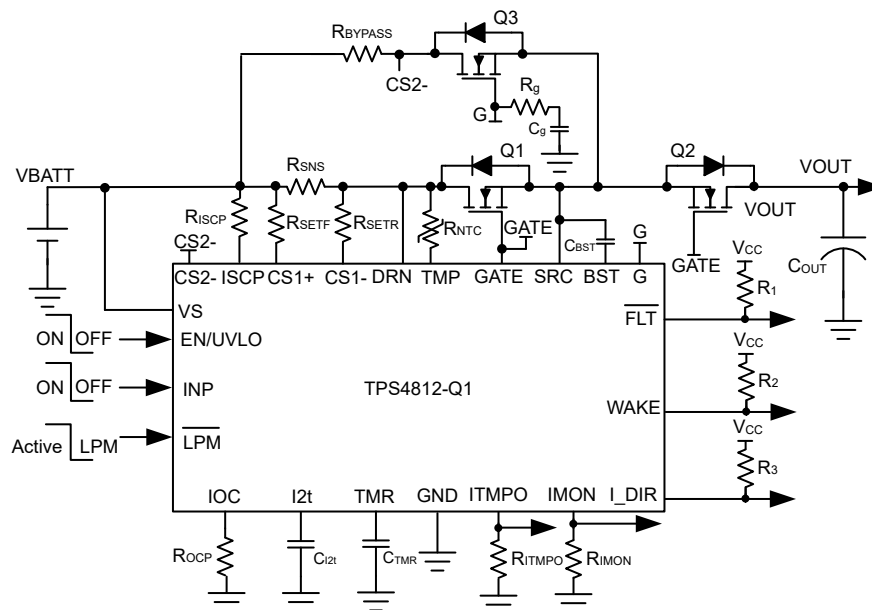 Q3
RBYPASS
CS2-
Rg
G
Cg
Q1
Q2
VOUT
VBATT
RSNS
VOUT
RISCP
RSETF
RSETR
RNTC
GATE
CBST
G
GATE
COUT
CS2-
CS2- ISCP CS1+ CS1- DRN TMP GATE SRC BST G
VCC
R1
VS
FLT
ON OFF
EN/UVLO
VCC
R2
ON OFF
INP
TPS4812-Q1
WAKE
VCC
R3
Active LPM
LPM
IOC I2t TMR GND ITMPO IMON I_DIR
ROCP
CI2t
CTMR
RITMPO
RIMON